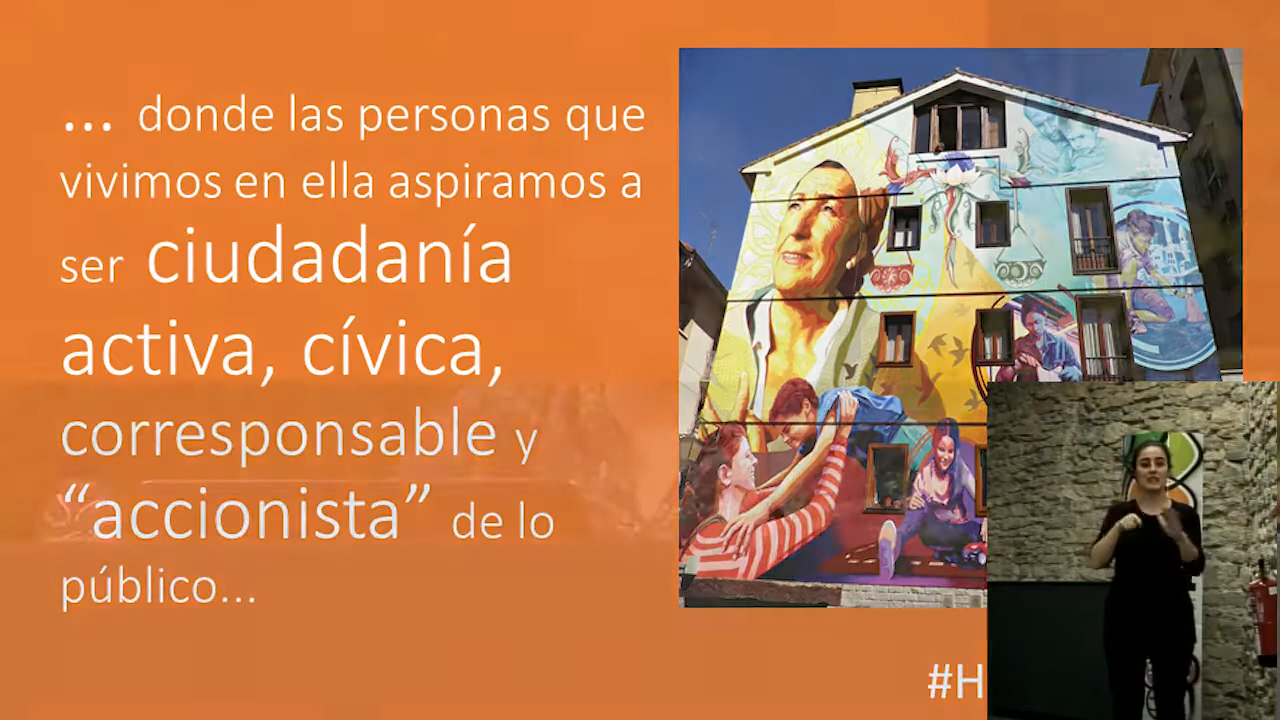 ... donde las personas que
vivimos en ella aspiramos a
ser ciudadanía
activa, cívica,
corresponsable y
“accionista” de lo
público...
#H